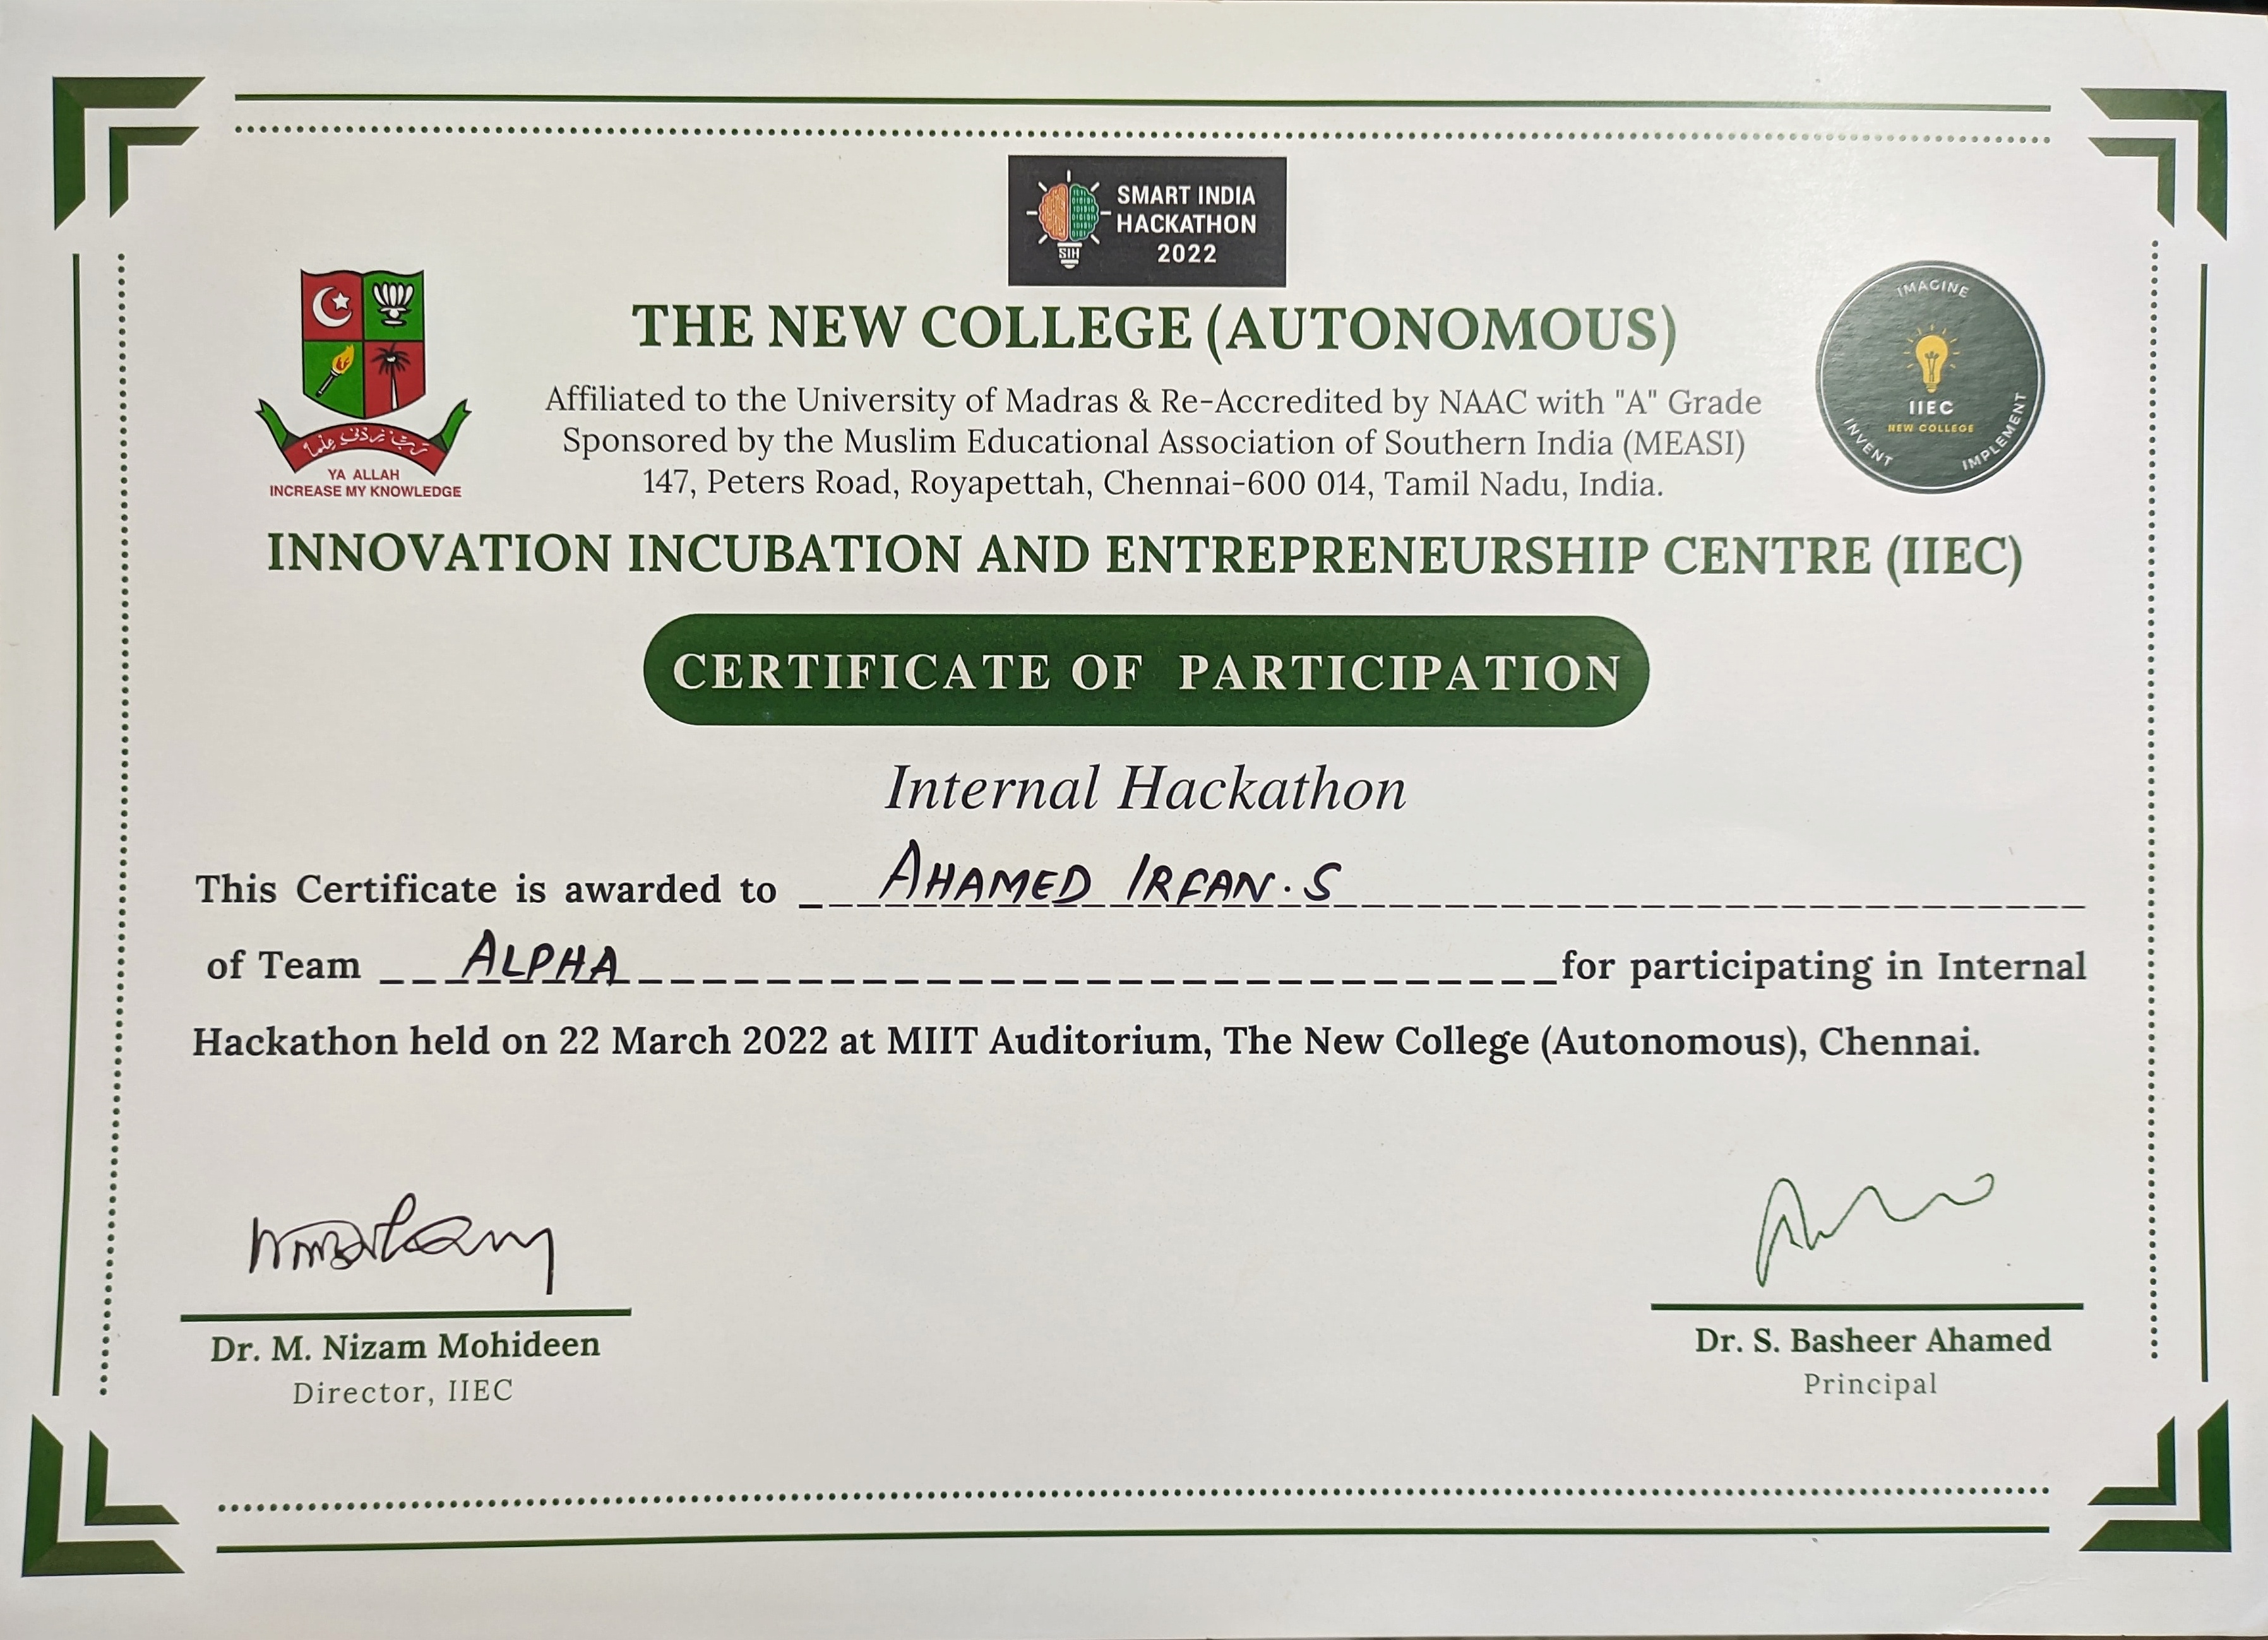 SMART INDIA
HACKATHON
2022
SIH
THE NEW COLLEGE (AUTONOMOUS)
Affiliated to the University of Madras & Re-Accredited by NAAC with "A" Grade
Sponsored by the Muslim Educational Association of Southern India (MEASI)
147, Peters Road, Royapettah, Chennai-600 014, Tamil Nadu, India.
رَبِّ زِدْنِي عِلْمًا
YA ALLAH
INCREASE MY KNOWLEDGE
IMAGINE
IIEC
NEW COLLEGE
INVENT
IMPLEMENT
INNOVATION INCUBATION AND ENTREPRENEURSHIP CENTRE (IIEC)
CERTIFICATE OF PARTICIPATION
Internal Hackathon
This Certificate is awarded to AHAMED IRFAN.S
of Team ALPHA for participating in Internal
Hackathon held on 22 March 2022 at MIIT Auditorium, The New College (Autonomous), Chennai.
Dr. M. Nizam Mohideen
Director, IIEC
Dr. S. Basheer Ahamed
Principal